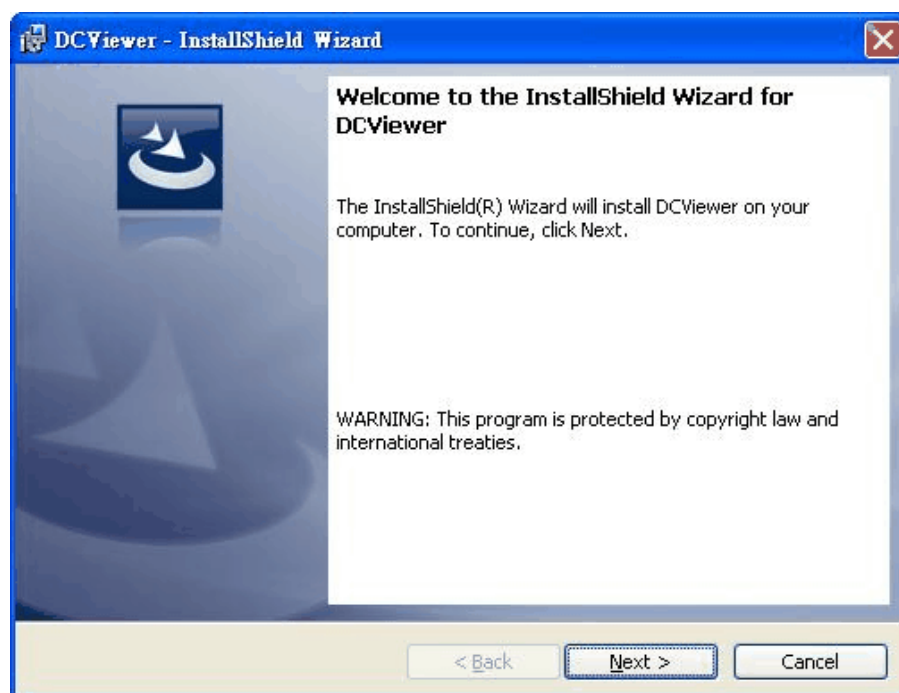 DCViewer - InstallShield Wizard
Welcome to the InstallShield Wizard for
DCViewer
The InstallShield(R) Wizard will install DCViewer on your
computer. To continue, click Next.
WARNING: This program is protected by copyright law and
international treaties.
< Back
Next >
Cancel